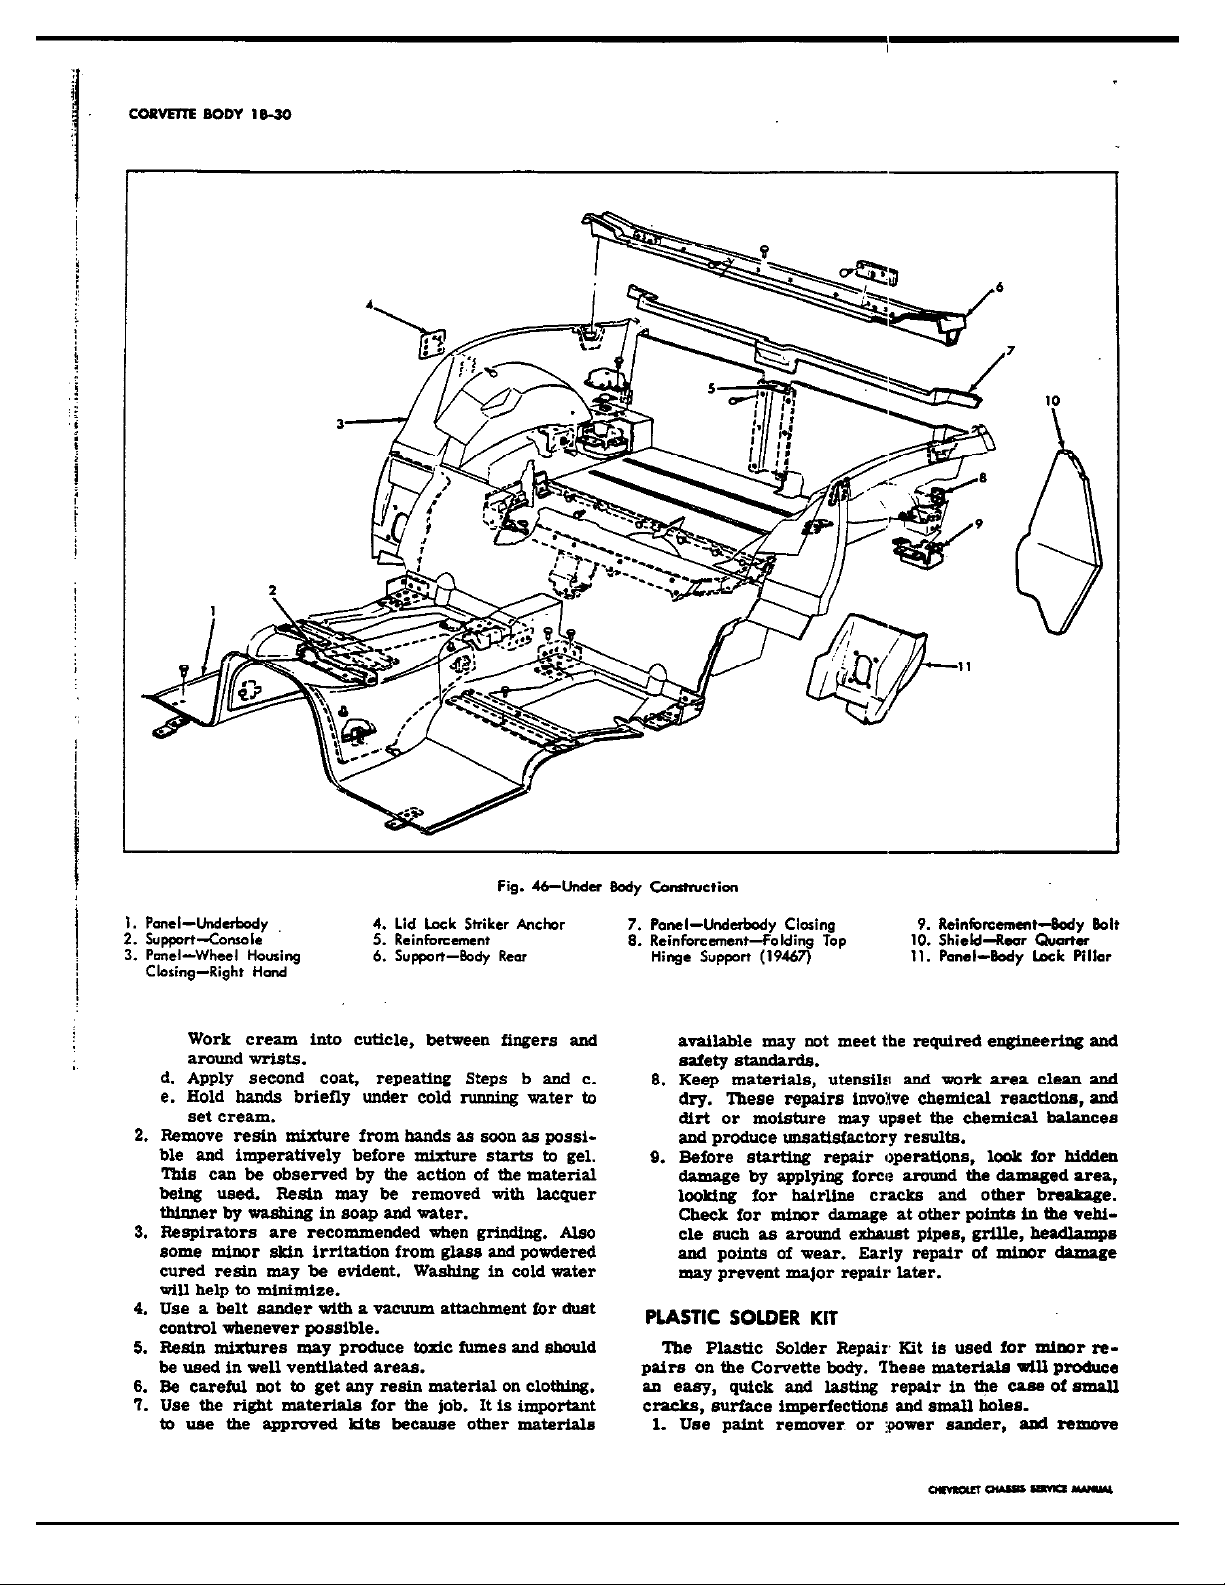 CORVETTE BODY 1B-30
4
6
7
5
10
3
8
9
2
1
11
Fig. 46—Under Body Construction
1. Panel—Underbody
2. Support—Console
3. Panel—Wheel Housing
Closing—Right Hand
4. Lid Lock Striker Anchor
5. Reinforcement
6. Support—Body Rear
7. Panel—Underbody Closing
8. Reinforcement—Folding Top
Hinge Support (19467)
9. Reinforcement—Body Bolt
10. Shield—Rear Quarter
11. Panel—Body Lock Pillar
Work cream into cuticle, between fingers and
around wrists.
d. Apply second coat, repeating Steps b and c.
e. Hold hands briefly under cold running water to
set cream.
2. Remove resin mixture from hands as soon as possi-
ble and imperatively before mixture starts to gel.
This can be observed by the action of the material
being used. Resin may be removed with lacquer
thinner by washing in soap and water.
3. Respirators are recommended when grinding. Also
some minor skin irritation from glass and powdered
cured resin may be evident. Washing in cold water
will help to minimize.
4. Use a belt sander with a vacuum attachment for dust
control whenever possible.
5. Resin mixtures may produce toxic fumes and should
be used in well ventilated areas.
6. Be careful not to get any resin material on clothing.
7. Use the right materials for the job. It is important
to use the approved kits because other materials
available may not meet the required engineering and
safety standards.
8. Keep materials, utensils and work area clean and
dry. These repairs involve chemical reactions, and
dirt or moisture may upset the chemical balances
and produce unsatisfactory results.
9. Before starting repair operations, look for hidden
damage by applying force around the damaged area,
looking for hairline cracks and other breakage.
Check for minor damage at other points in the vehi-
cle such as around exhaust pipes, grille, headlamps
and points of wear. Early repair of minor damage
may prevent major repair later.
PLASTIC SOLDER KIT
The Plastic Solder Repair Kit is used for minor re-
pairs on the Corvette body. These materials will produce
an easy, quick and lasting repair in the case of small
cracks, surface imperfections and small holes.
1. Use paint remover or power sander, and remove
CHEVROLET CHASSIS SERVICE MANUAL